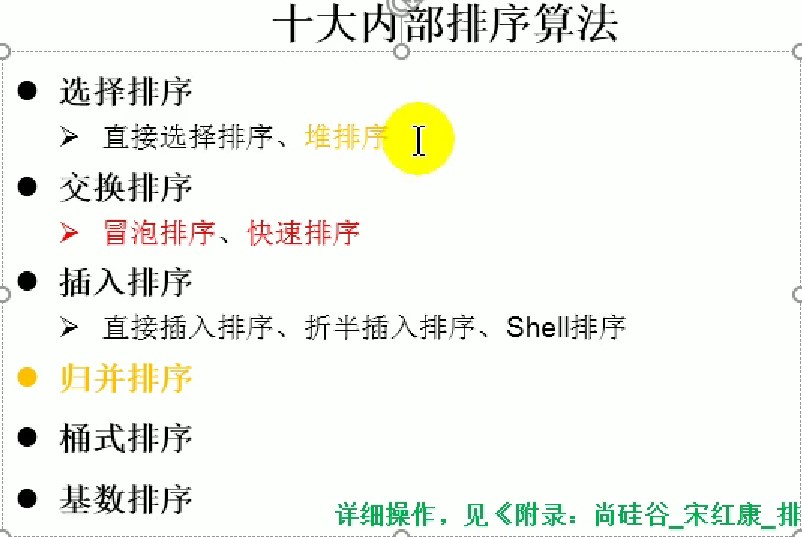 十大内部排序算法
选择排序
直接选择排序、堆排序
交换排序
冒泡排序、快速排序
插入排序
直接插入排序、折半插入排序、Shell排序
归并排序
桶式排序
基数排序
详细操作，见《附录：尚硅谷_宋红康_排